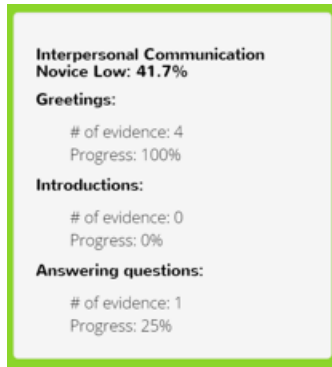 Interpersonal Communication
Novice Low: 41.7%
Greetings:
# of evidence: 4
Progress: 100%
Introductions:
# of evidence: 0
Progress: 0%
Answering questions:
# of evidence: 1
Progress: 25%